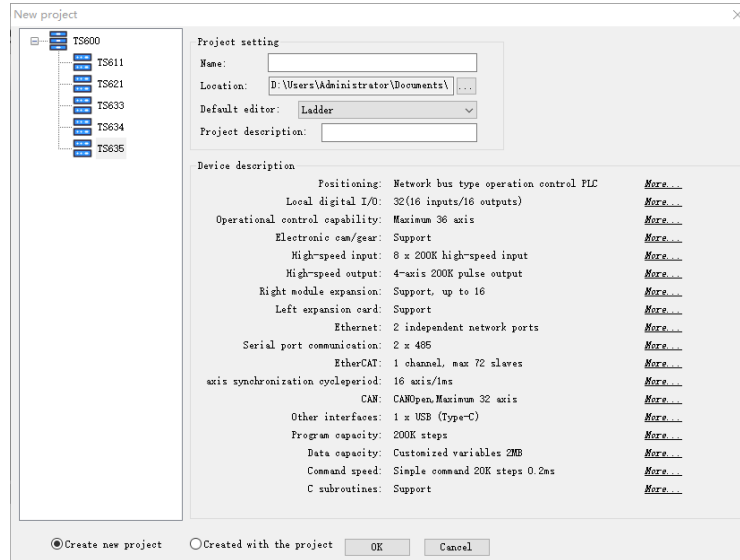 New project
TS600
TS611
TS621
TS633
TS634
TS635
Project setting
Name:
Location: D:\Users\Administrator\Documents\ ...
Default editor: Ladder
Project description:
Device description
Positioning: Network bus type operation control PLC More...
Local digital I/O: 32(16 inputs/16 outputs) More...
Operational control capability: Maximum 36 axis More...
Electronic cam/gear: Support More...
High-speed input: 8 x 200K high-speed input More...
High-speed output: 4-axis 200K pulse output More...
Right module expansion: Support, up to 16 More...
Left expansion card: Support More...
Ethernet: 2 independent network ports More...
Serial port communication: 2 x 485 More...
EtherCAT: 1 channel, max 72 slaves More...
axis synchronization cycleperiod: 16 axis/1ms More...
CAN: CANOpen,Maximum 32 axis More...
Other interfaces: 1 x USB (Type-C) More...
Program capacity: 200K steps More...
Data capacity: Customized variables 2MB More...
Command speed: Simple command 20K steps 0.2ms More...
C subroutines: Support More...
Create new project Created with the project OK Cancel